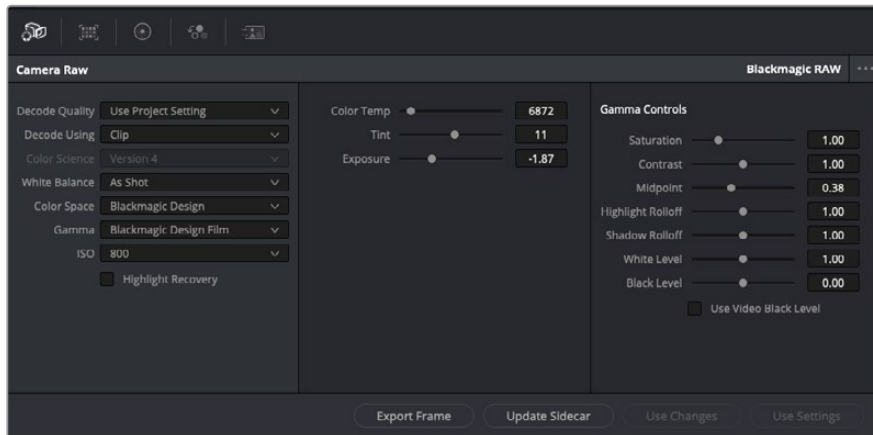 Camera Raw
Blackmagic RAW
Decode Quality Use Project Setting
Decode Using Clip
Color Science Version 4
White Balance As Shot
Color Space Blackmagic Design
Gamma Blackmagic Design Film
ISO 800
Highlight Recovery
Color Temp 6872
Tint 11
Exposure -1.87
Gamma Controls
Saturation 1.00
Contrast 1.00
Midpoint 0.38
Highlight Rolloff 1.00
Shadow Rolloff 1.00
White Level 1.00
Black Level 0.00
Use Video Black Level
Export Frame Update Sidecar Use Changes Use Settings